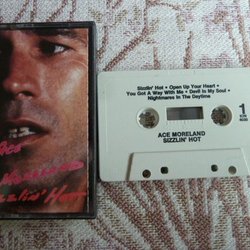 Ace
Moreland
Sizzlin' Hot
Sizzlin' Hot • Open Up Your Heart •
You Got A Way With Me • Devil In My Soul •
Nightmares In The Daytime
1
ACE MORELAND
SIZZLIN' HOT